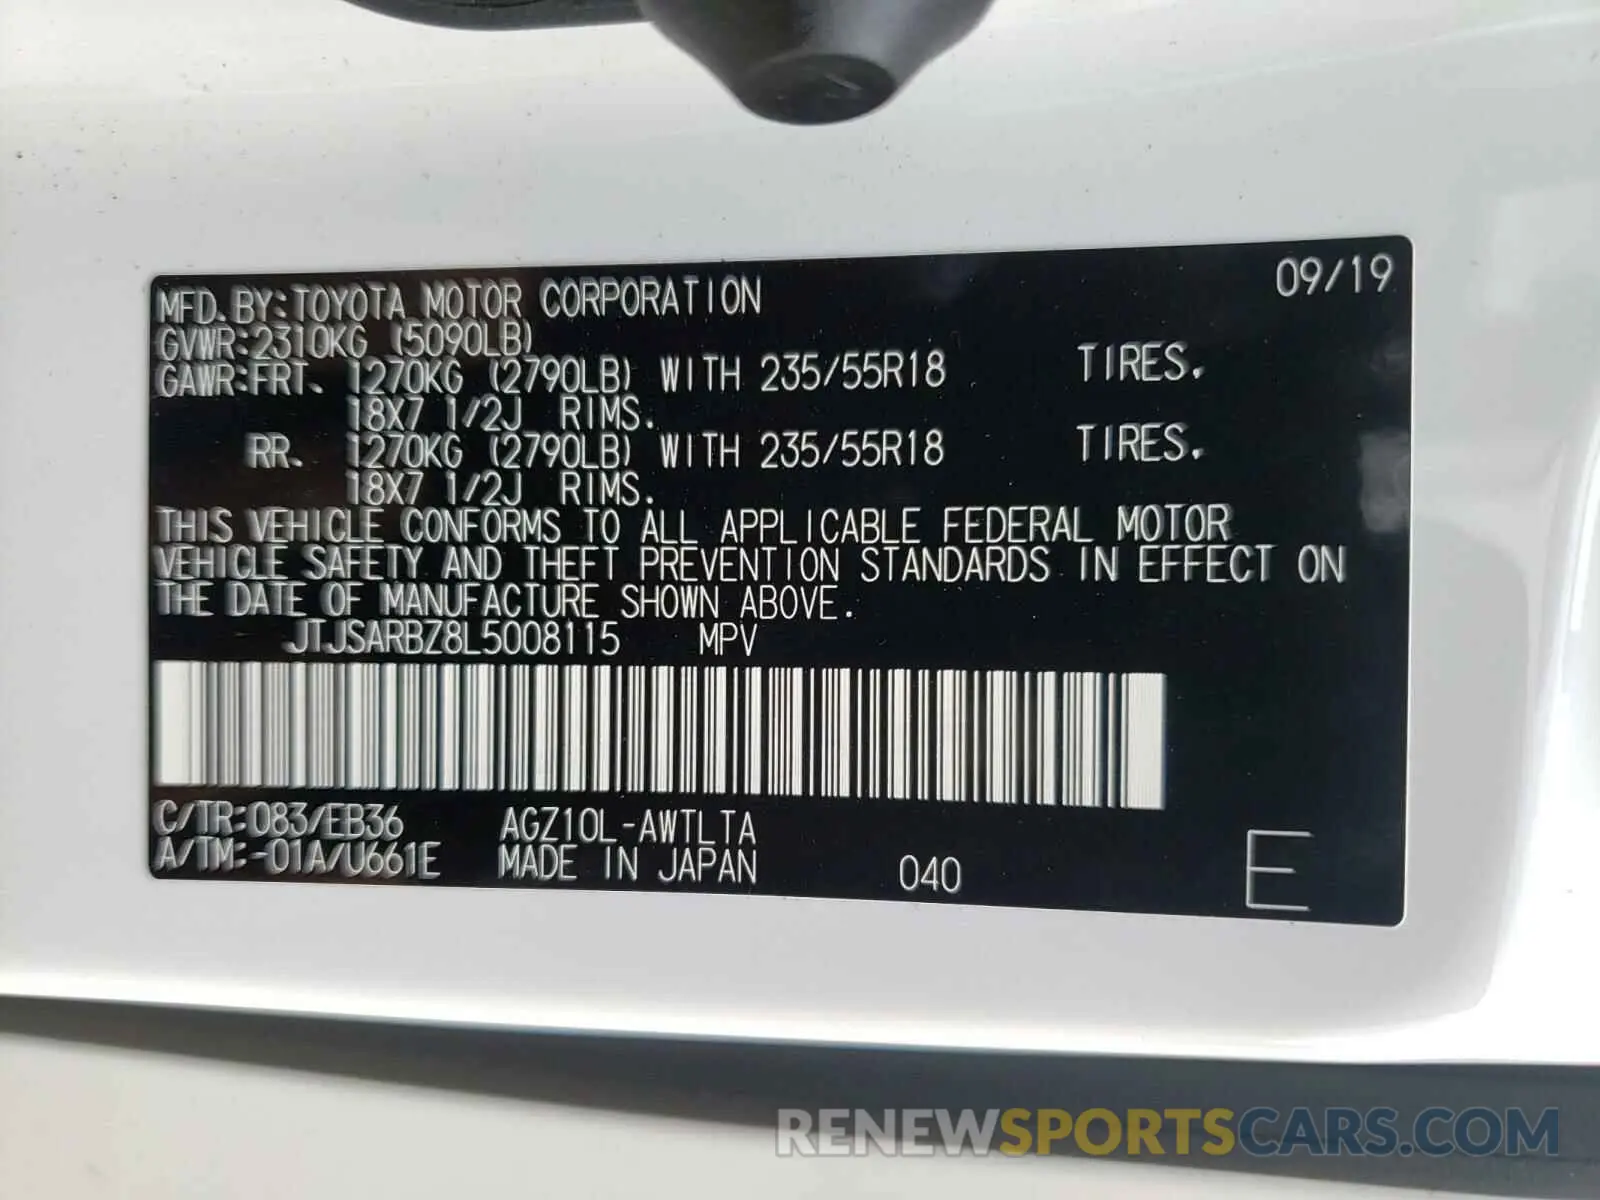 09/19
MFD.BY:TOYOTA MOTOR CORPORATION
GVWR:2310KG (5090LB)
GAWR:FRT. 1270KG (2790LB) WITH 235/55R18 TIRES.
18X7 1/2J RIMS.
RR. 1270KG (2790LB) WITH 235/55R18 TIRES.
18X7 1/2J RIMS.
THIS VEHICLE CONFORMS TO ALL APPLICABLE FEDERAL MOTOR
VEHICLE SAFETY AND THEFT PREVENTION STANDARDS IN EFFECT ON
THE DATE OF MANUFACTURE SHOWN ABOVE.
JTJSARBZ8L5008115 MPV
C/TR:083/EB36 AGZ10L-AWTLTA
A/TM:-01A/U661E MADE IN JAPAN 040 E
RENEWSPORTSCARS.COM